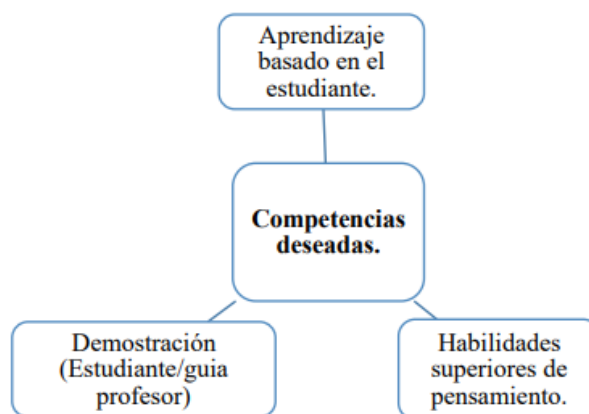 Aprendizaje
basado en el
estudiante.
Competencias
deseadas.
Demostración
(Estudiante/guia
profesor)
Habilidades
superiores de
pensamiento.